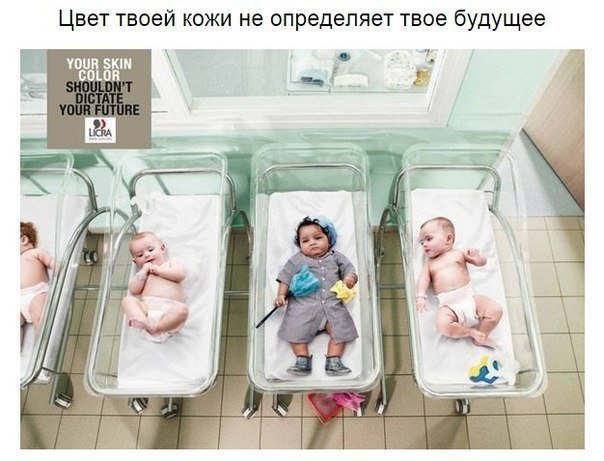 Цвет твоей кожи не определяет твое будущее
YOUR SKIN
COLOR
SHOULDN'T
DICTATE
YOUR FUTURE
LICRA